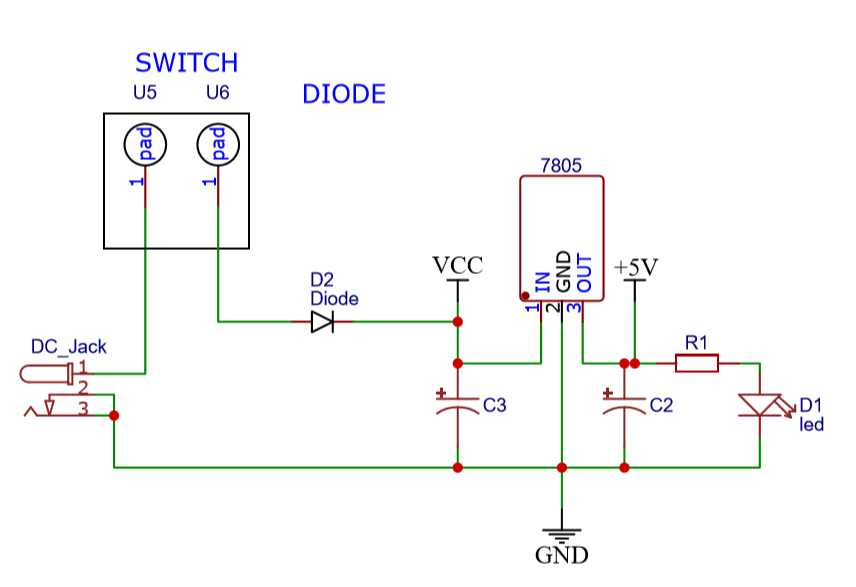 SWITCH
U5
U6
DIODE
pad
pad
1
1
7805
IN
GND
OUT
1
2
3
VCC
+5V
D2
Diode
DC_Jack
1
2
3
R1
+
C3
+
C2
D1
led
GND